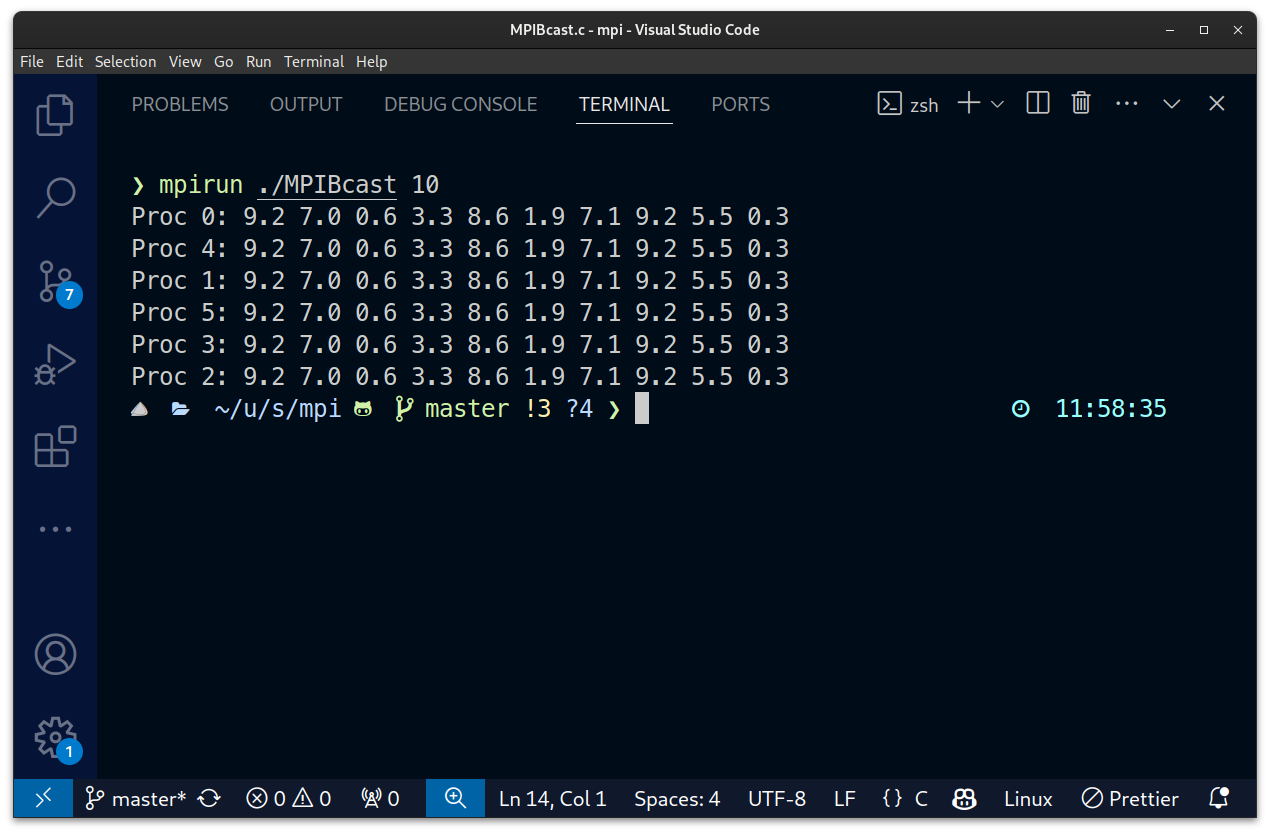 MPIBcast.c - mpi - Visual Studio Code
File Edit Selection View Go Run Terminal Help
PROBLEMS OUTPUT DEBUG CONSOLE TERMINAL PORTS zsh
❯ mpirun ./MPIBcast 10
Proc 0: 9.2 7.0 0.6 3.3 8.6 1.9 7.1 9.2 5.5 0.3
Proc 4: 9.2 7.0 0.6 3.3 8.6 1.9 7.1 9.2 5.5 0.3
Proc 1: 9.2 7.0 0.6 3.3 8.6 1.9 7.1 9.2 5.5 0.3
Proc 5: 9.2 7.0 0.6 3.3 8.6 1.9 7.1 9.2 5.5 0.3
Proc 3: 9.2 7.0 0.6 3.3 8.6 1.9 7.1 9.2 5.5 0.3
Proc 2: 9.2 7.0 0.6 3.3 8.6 1.9 7.1 9.2 5.5 0.3
~/u/s/mpi master !3 ?4 ❯ 11:58:35
7
1
master* 0 0 0 Ln 14, Col 1 Spaces: 4 UTF-8 LF {} C Linux Prettier